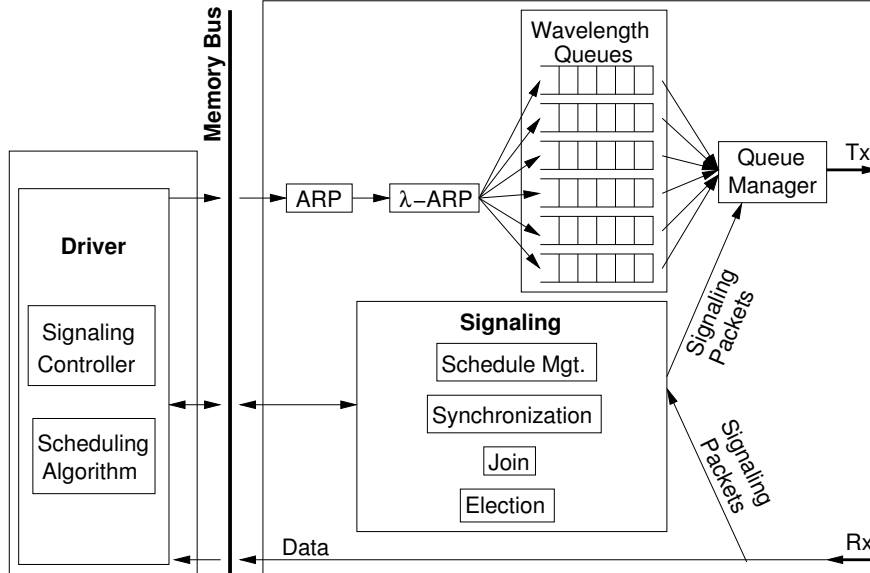 Memory Bus
Wavelength
Queues
ARP
λ-ARP
Queue
Manager
Tx
Driver
Signaling
Controller
Scheduling
Algorithm
Signaling
Schedule Mgt.
Synchronization
Join
Election
Signaling
Packets
Signaling
Packets
Data
Rx